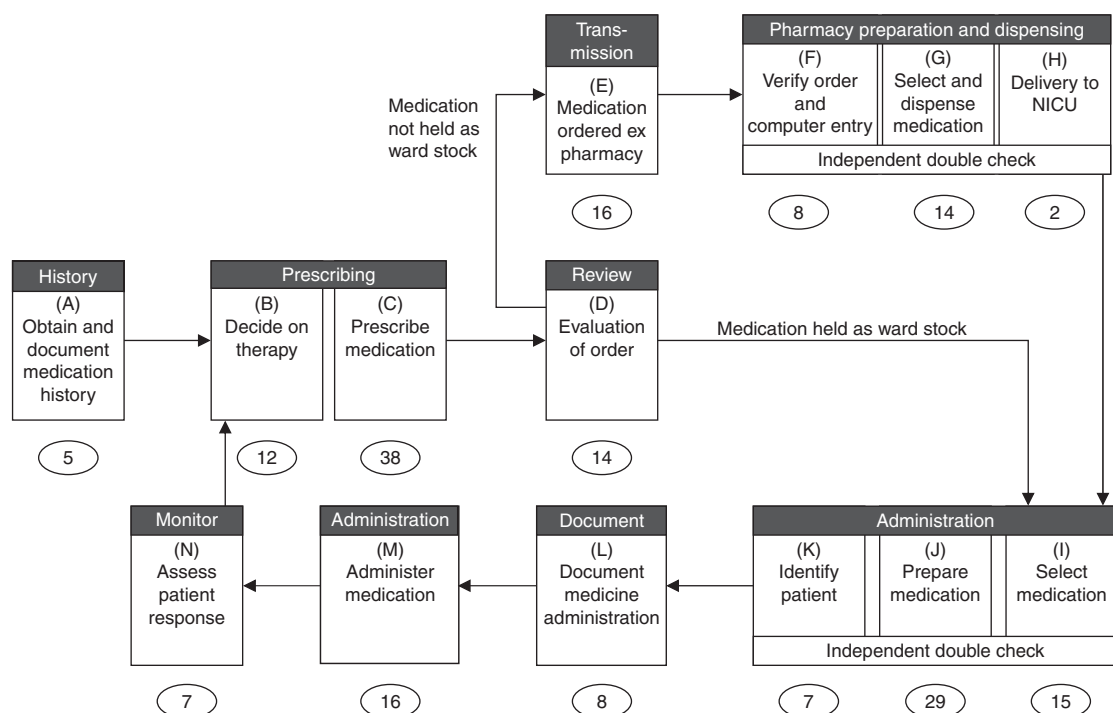 Trans-
mission
(E)
Medication
ordered ex
pharmacy
16
Pharmacy preparation and dispensing
(F)
Verify order
and
computer entry
(G)
Select and
dispense
medication
(H)
Delivery to
NICU
Independent double check
8
14
2
Medication
not held as
ward stock
History
(A)
Obtain and
document
medication
history
5
Prescribing
(B)
Decide on
therapy
12
(C)
Prescribe
medication
38
Review
(D)
Evaluation
of order
14
Medication held as ward stock
Monitor
(N)
Assess
patient
response
7
Administration
(M)
Administer
medication
16
Document
(L)
Document
medicine
administration
8
Administration
(K)
Identify
patient
(J)
Prepare
medication
(I)
Select
medication
Independent double check
7
29
15